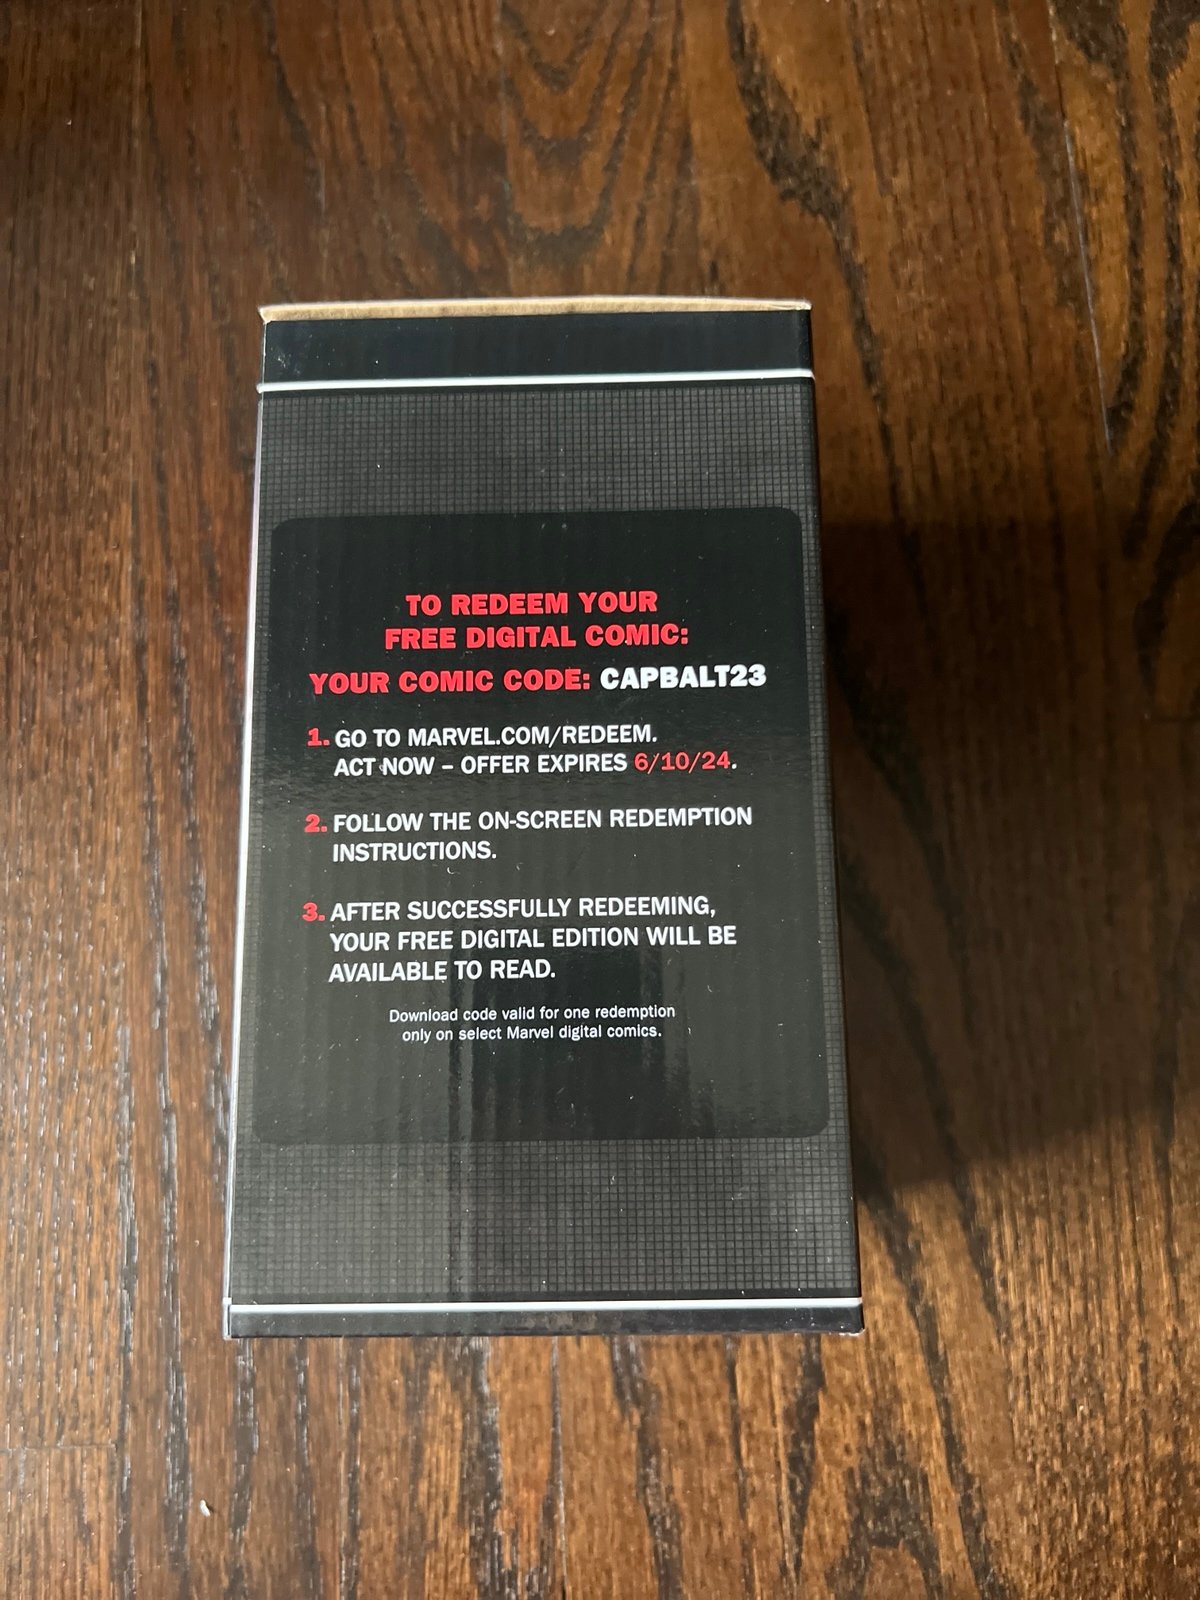 TO REDEEM YOUR
FREE DIGITAL COMIC:
YOUR COMIC CODE: CAPBALT23
1. GO TO MARVEL.COM/REDEEM.
ACT NOW – OFFER EXPIRES 6/10/24.
2. FOLLOW THE ON-SCREEN REDEMPTION
INSTRUCTIONS.
3. AFTER SUCCESSFULLY REDEEMING,
YOUR FREE DIGITAL EDITION WILL BE
AVAILABLE TO READ.
Download code valid for one redemption
only on select Marvel digital comics.